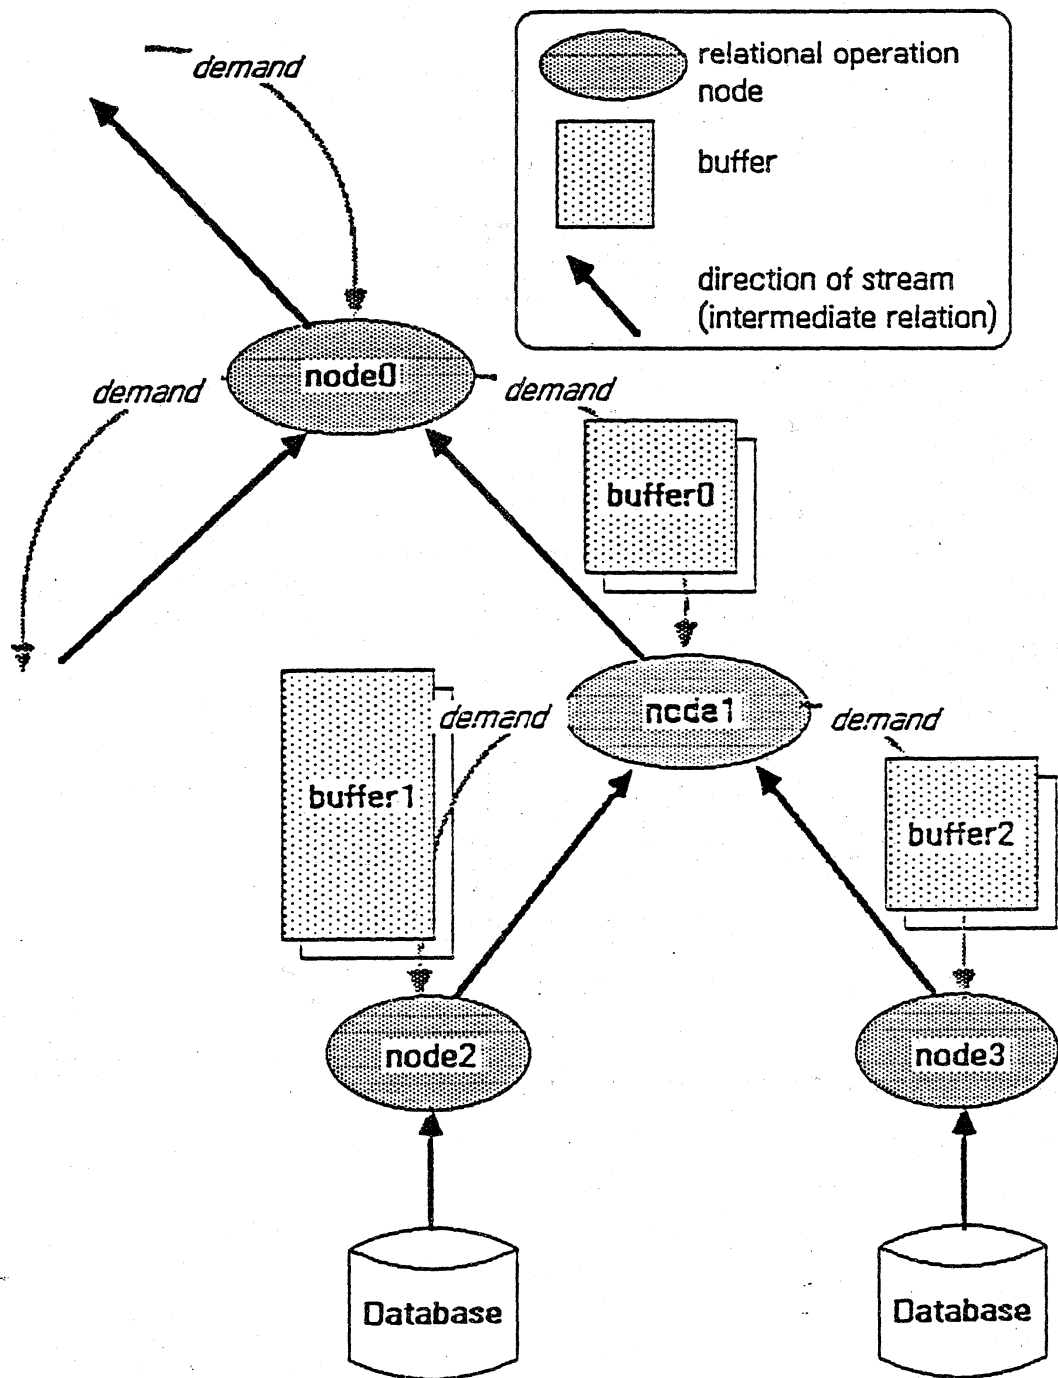 demand
relational operation
node
buffer
direction of stream
(intermediate relation)
node0
demand
demand
buffer0
node1
demand
demand
buffer1
buffer2
node2
node3
Database
Database